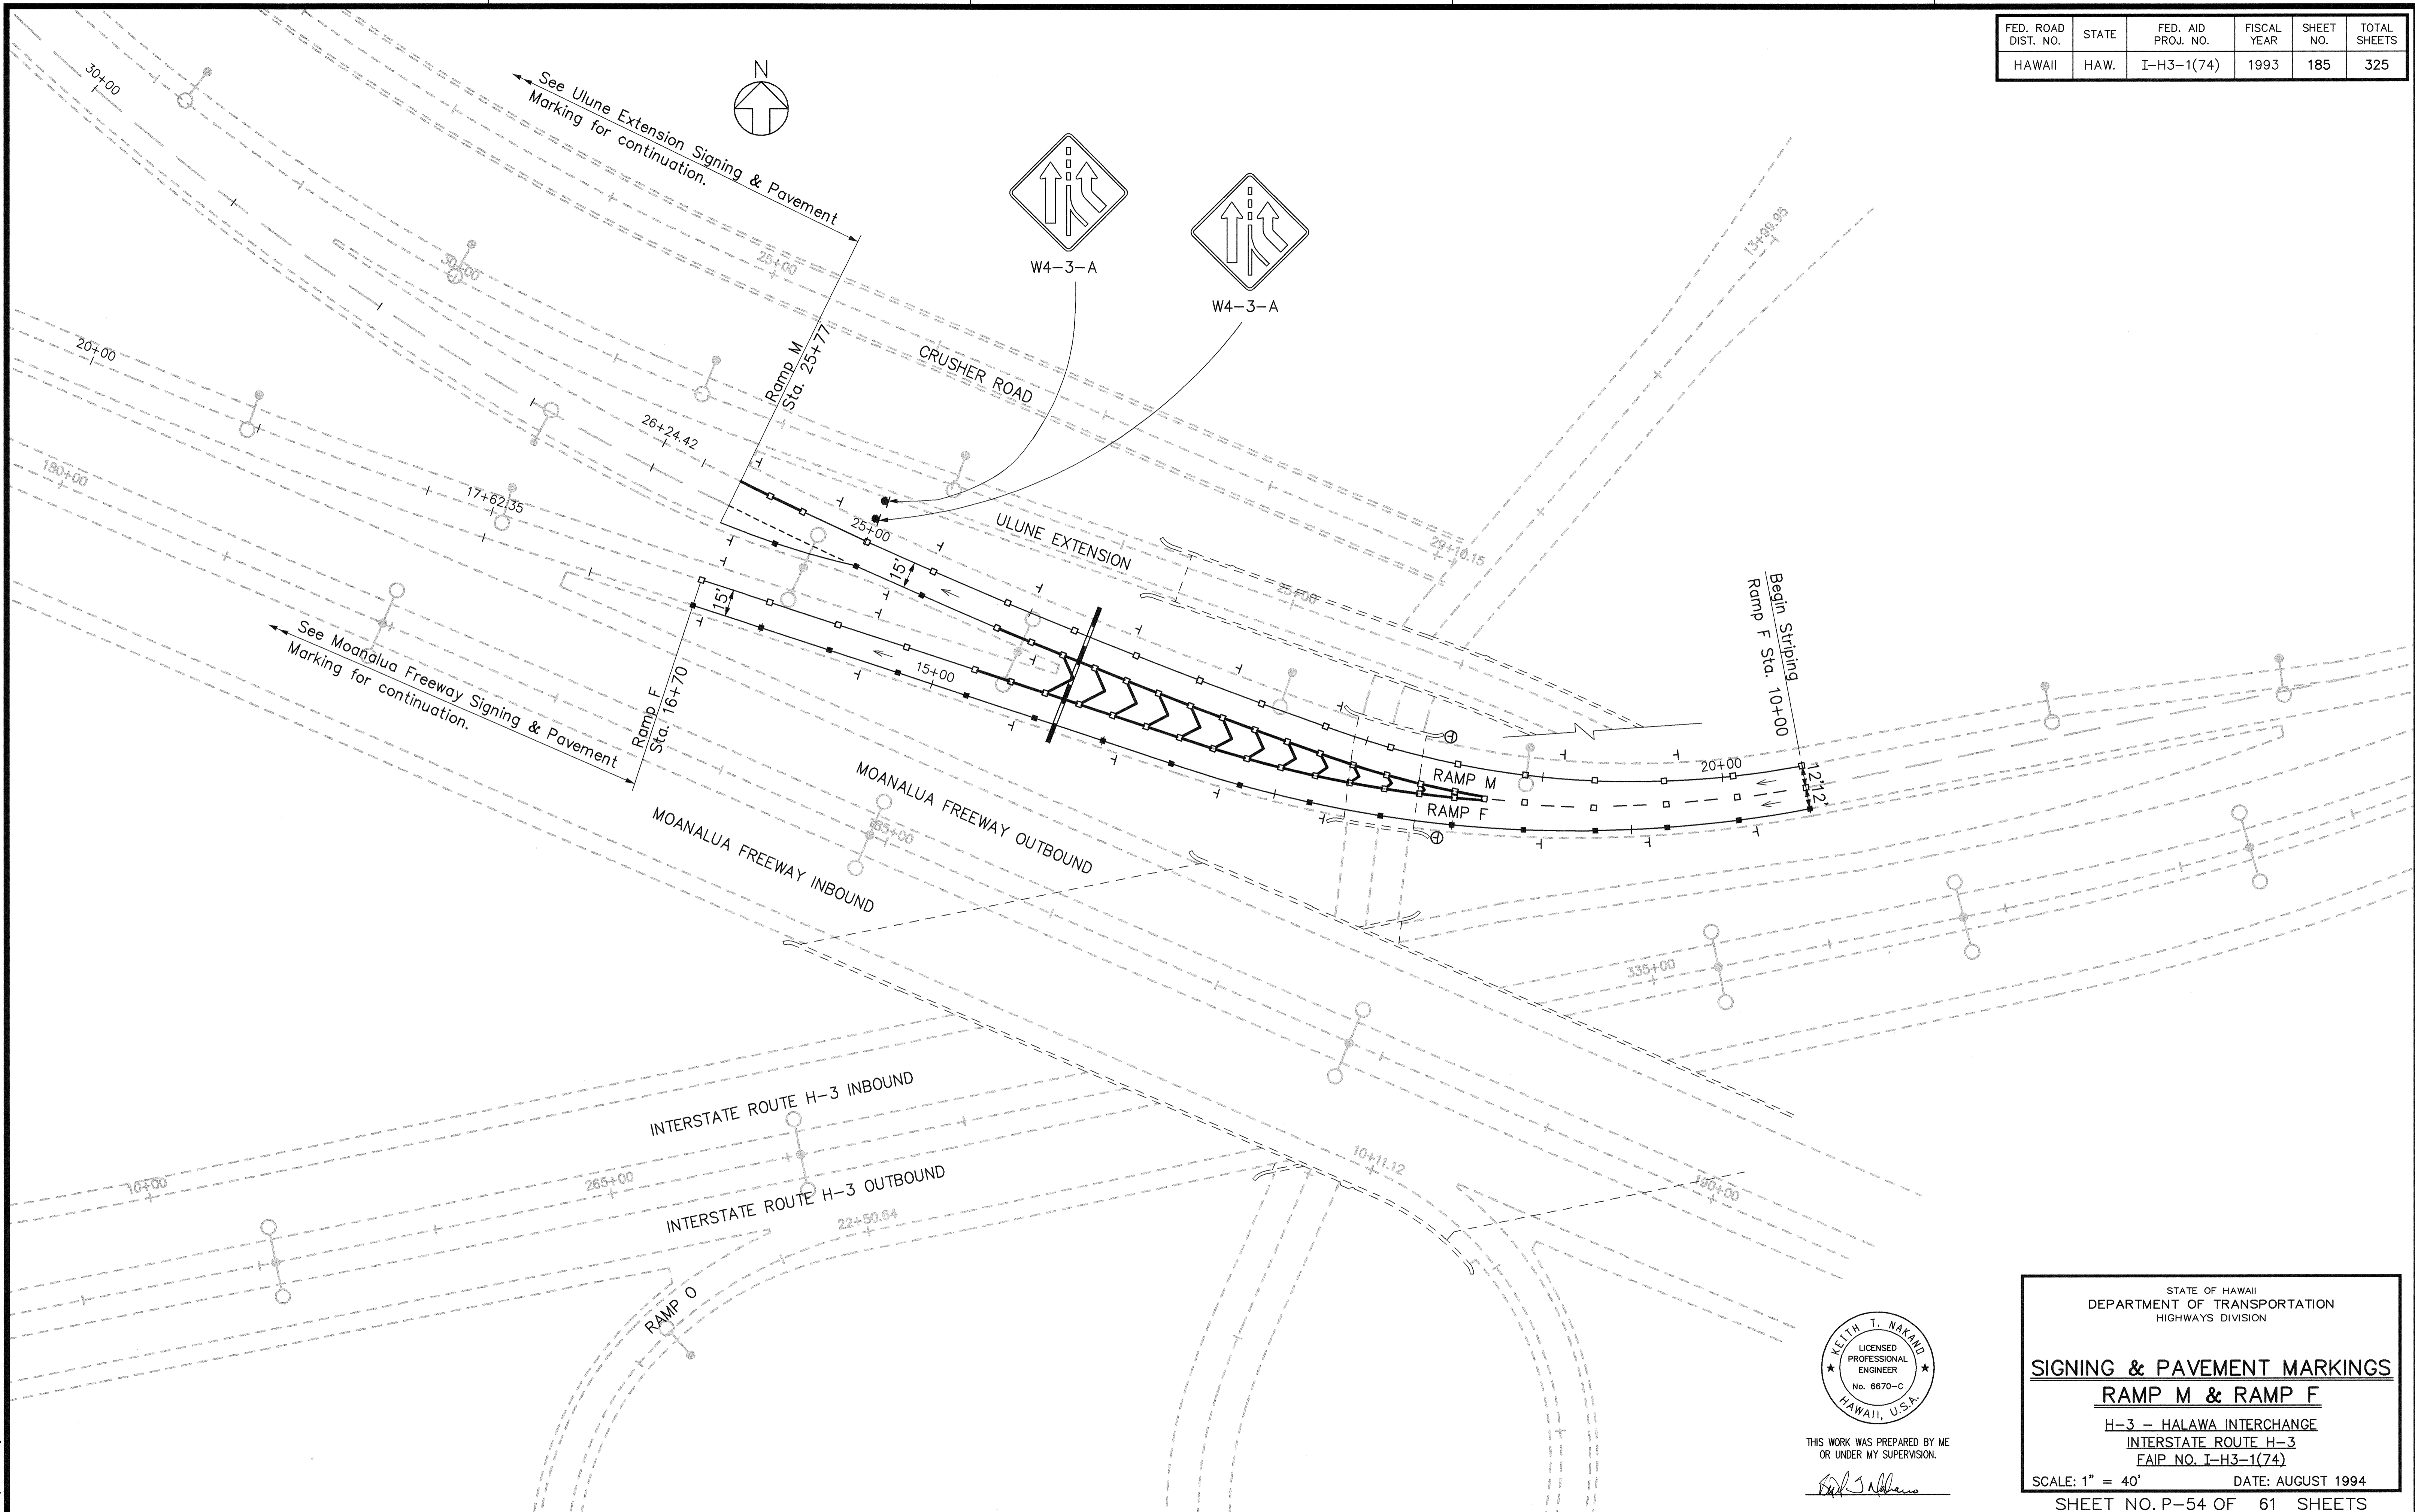 FED. ROAD DIST. NO.
STATE
FED. AID PROJ. NO.
FISCAL YEAR
SHEET NO.
TOTAL SHEETS
HAWAII
HAW.
I-H3-1(74)
1993
185
325
N
30+00
See Ulune Extension Signing & Pavement
Marking for continuation.
W4-3-A
W4-3-A
13+99.95
30+00
25+00
20+00
Ramp M
Sta. 25+77
CRUSHER ROAD
26+24.42
180+00
17+62.35
25+00
ULUNE EXTENSION
29+10.15
25+00
15'
15'
Begin Striping
Ramp F Sta. 10+00
See Moanalua Freeway Signing & Pavement
Marking for continuation.
Ramp F
Sta. 16+70
15+00
20+00
12'
12'
RAMP M
RAMP F
MOANALUA FREEWAY OUTBOUND
MOANALUA FREEWAY INBOUND
185+00
335+00
INTERSTATE ROUTE H-3 INBOUND
10+00
265+00
INTERSTATE ROUTE H-3 OUTBOUND
22+50.64
10+11.12
190+00
RAMP O
KEITH T. NAKANO
LICENSED
PROFESSIONAL
ENGINEER
No. 6670-C
HAWAII, U.S.A.
THIS WORK WAS PREPARED BY ME
OR UNDER MY SUPERVISION.
STATE OF HAWAII
DEPARTMENT OF TRANSPORTATION
HIGHWAYS DIVISION
SIGNING & PAVEMENT MARKINGS
RAMP M & RAMP F
H-3 - HALAWA INTERCHANGE
INTERSTATE ROUTE H-3
FAIP NO. I-H3-1(74)
SCALE: 1" = 40'
DATE: AUGUST 1994
SHEET NO. P-54 OF 61 SHEETS